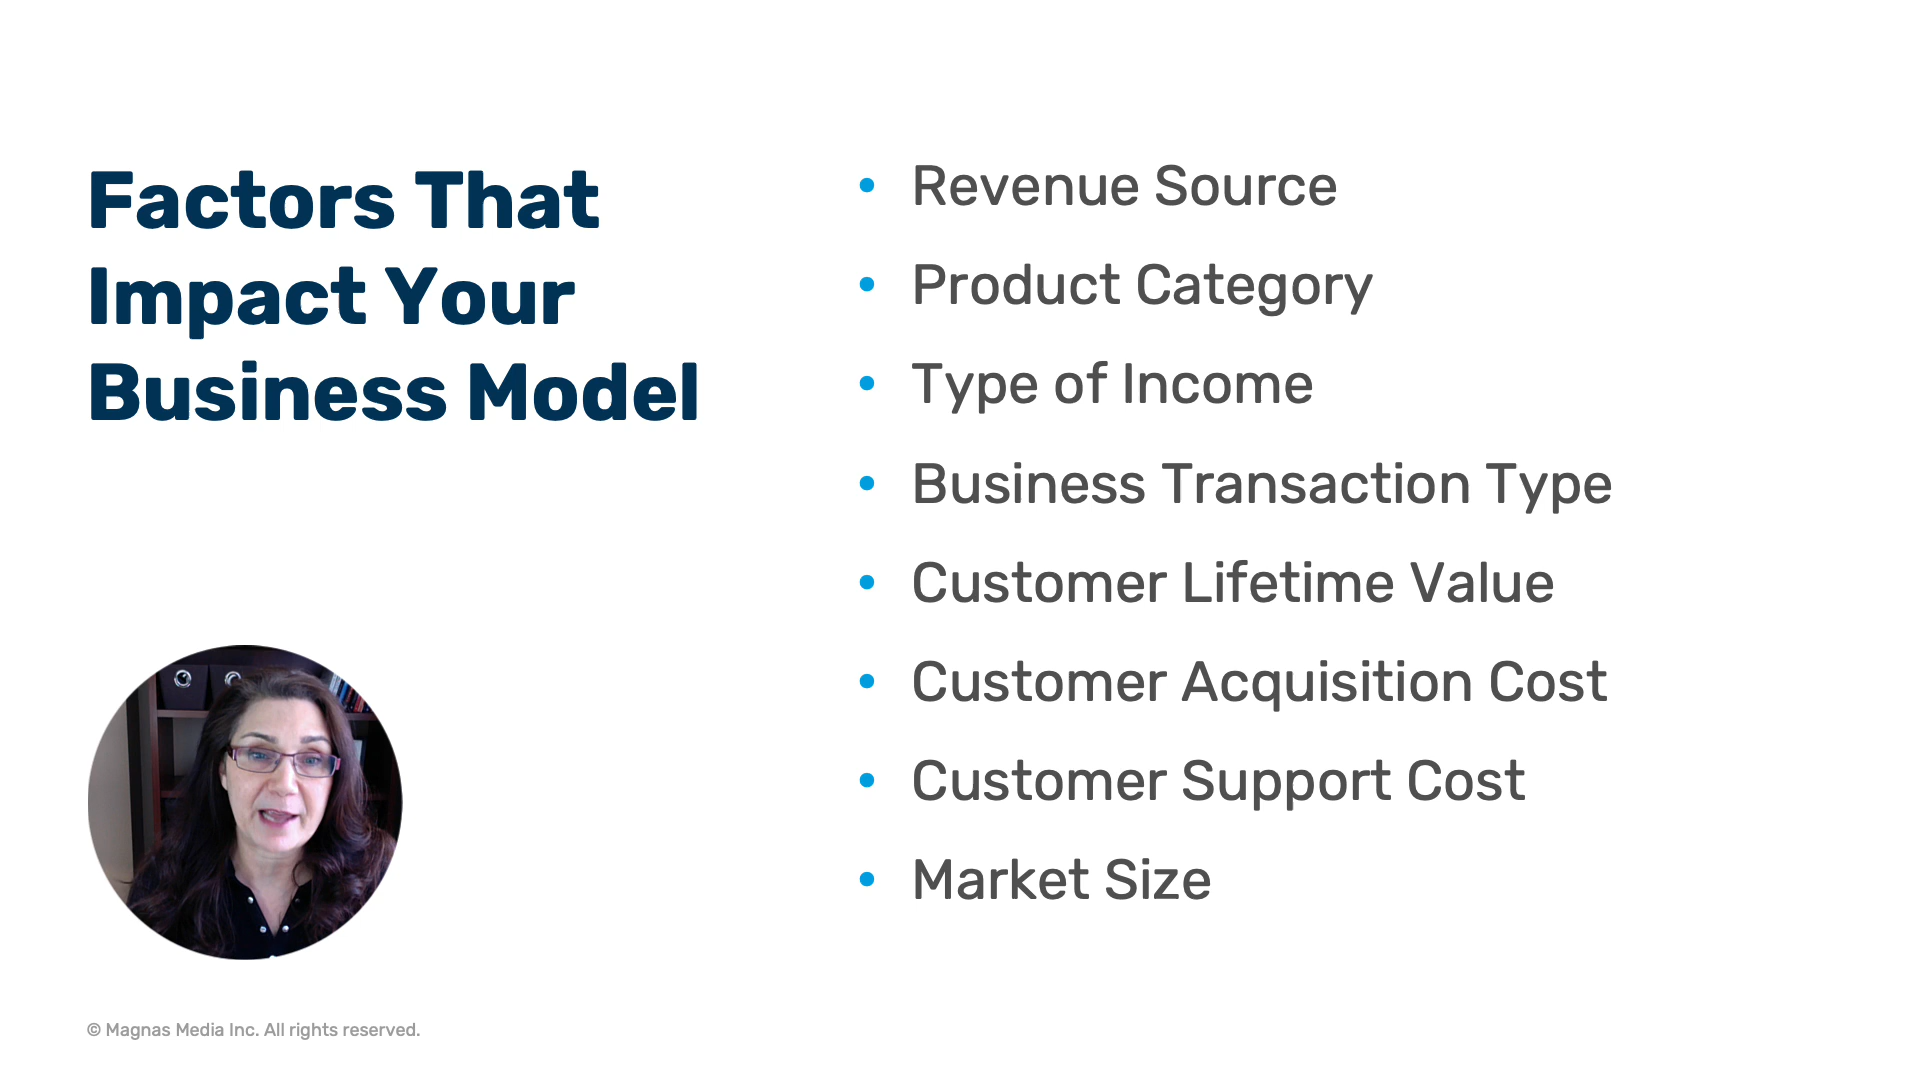 Factors That
Impact Your
Business Model
• Revenue Source
• Product Category
• Type of Income
• Business Transaction Type
• Customer Lifetime Value
• Customer Acquisition Cost
• Customer Support Cost
• Market Size
© Magnas Media Inc. All rights reserved.